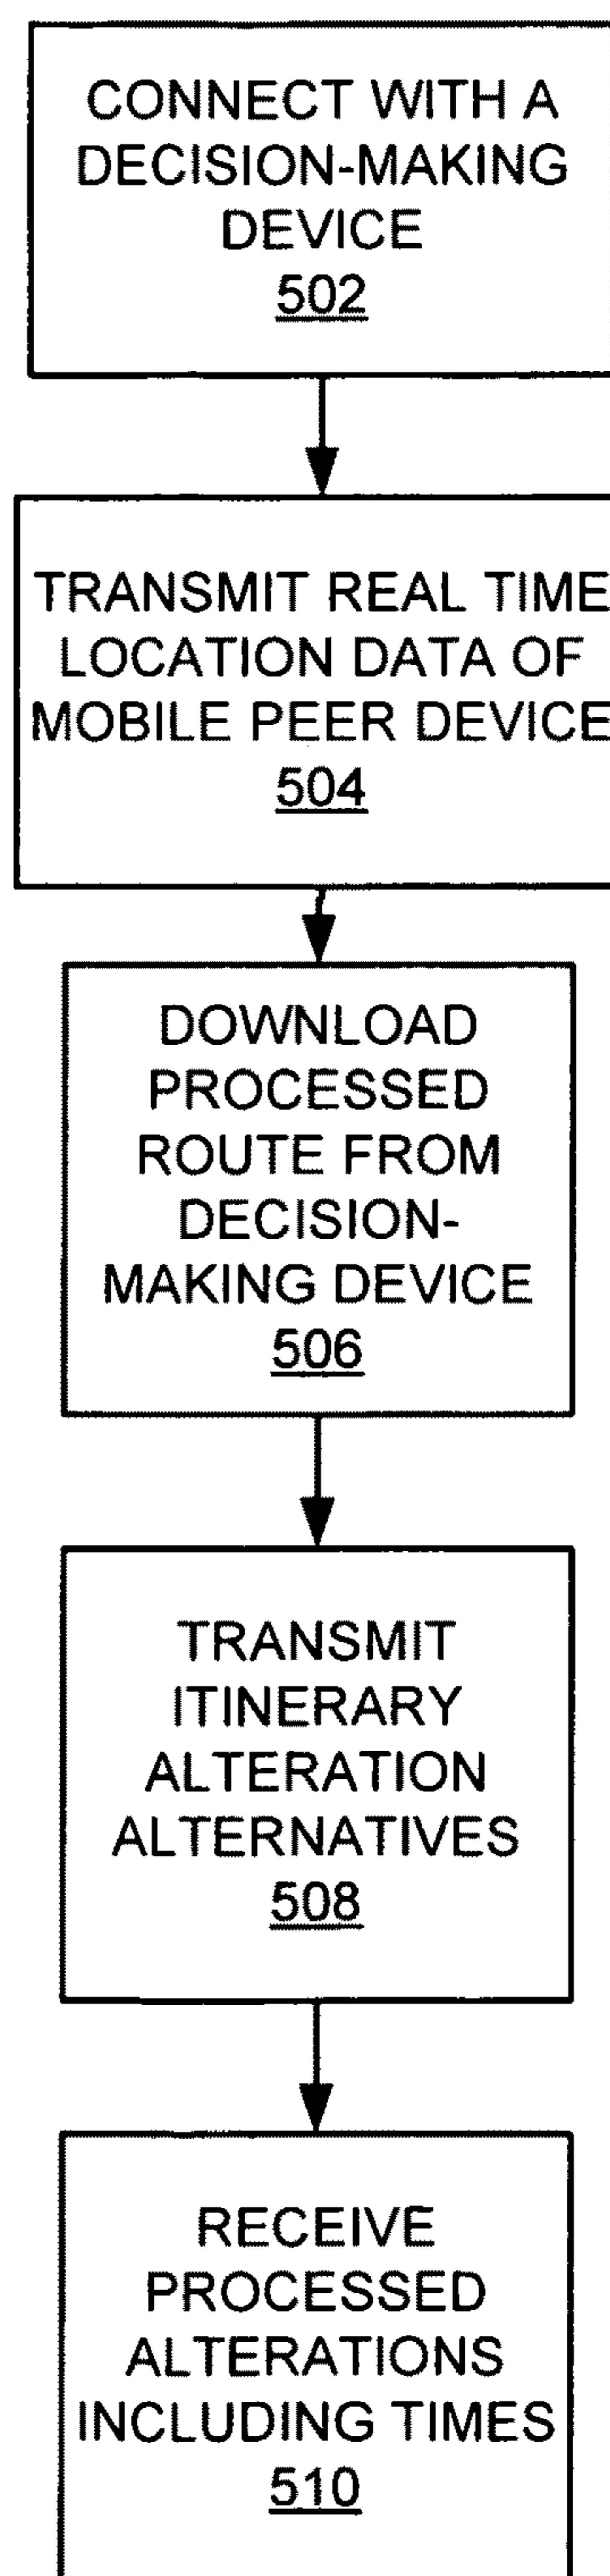 CONNECT WITH A
DECISION-MAKING
DEVICE
502
TRANSMIT REAL TIME
LOCATION DATA OF
MOBILE PEER DEVICE
504
DOWNLOAD
PROCESSED
ROUTE FROM
DECISION-
MAKING DEVICE
506
TRANSMIT
ITINERARY
ALTERATION
ALTERNATIVES
508
RECEIVE
PROCESSED
ALTERATIONS
INCLUDING TIMES
510